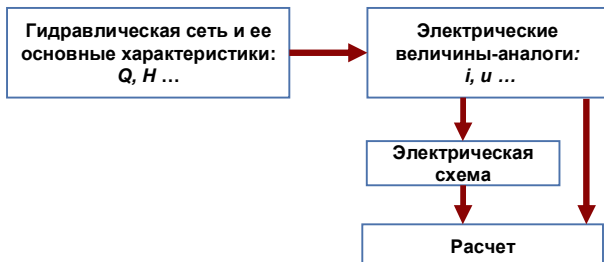 Гидравлическая сеть и ее
основные характеристики:
Q, H ...
Электрические
величины-аналоги:
i, u ...
Электрическая
схема
Расчет